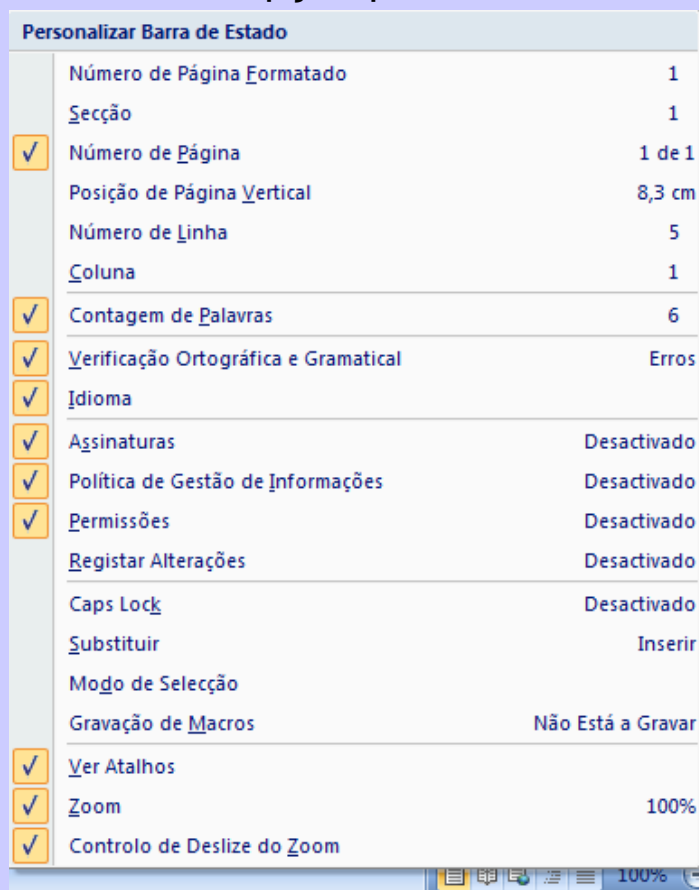 Personalizar Barra de Estado
Número de Página Formatado 1
Secção 1
Número de Página 1 de 1
Posição de Página Vertical 8,3 cm
Número de Linha 5
Coluna 1
Contagem de Palavras 6
Verificação Ortográfica e Gramatical Erros
Idioma
Assinaturas Desactivado
Política de Gestão de Informações Desactivado
Permissões Desactivado
Registar Alterações Desactivado
Caps Lock Desactivado
Substituir Inserir
Modo de Selecção
Gravação de Macros Não Está a Gravar
Ver Atalhos
Zoom 100%
Controlo de Deslize do Zoom
100%